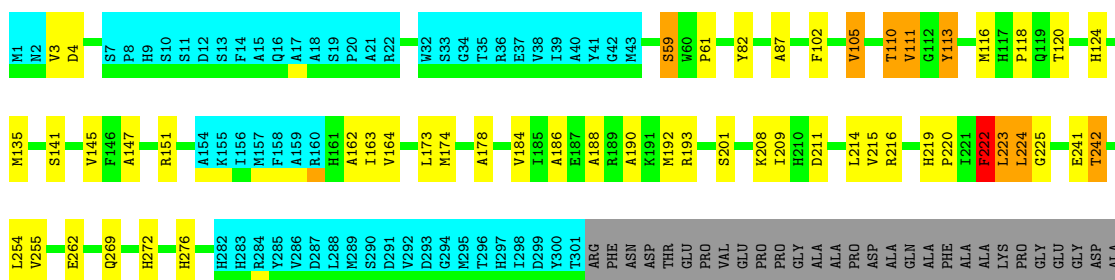 M1 N2 V3 D4 S7 P8 H9 S10 S11 D12 S13 F14 A15 Q16 A17 A18 S19 P20 A21 R22 W32 S33 G34 T35 R36 E37 V38 I39 A40 Y41 G42 M43 S59 W60 P61 Y82 A87 F102 V105 T110 V111 G112 Y113 M116 H117 P118 Q119 T120 H124
M135 S141 V145 F146 A147 R151 A154 K155 I156 M157 F158 A159 R160 H161 A162 I163 V164 L173 M174 A178 V184 I185 A186 E187 A188 R189 A190 K191 M192 R193 S201 K208 I209 H210 D211 L214 V215 R216 H219 P220 I221 F222 L223 L224 G225 E241 T242
L254 V255 E262 Q269 H272 H276 H282 H283 R284 Y285 V286 D287 L288 M289 S290 D291 V292 D293 G294 M295 T296 H297 I298 D299 Y300 I301 ARG PHE ASN ASP THR GLU PRO VAL GLU PRO PRO GLY ALA ALA PRO ASP ALA GLN ALA PHE ALA ALA LYS PRO GLY GLU GLY ASP ALA